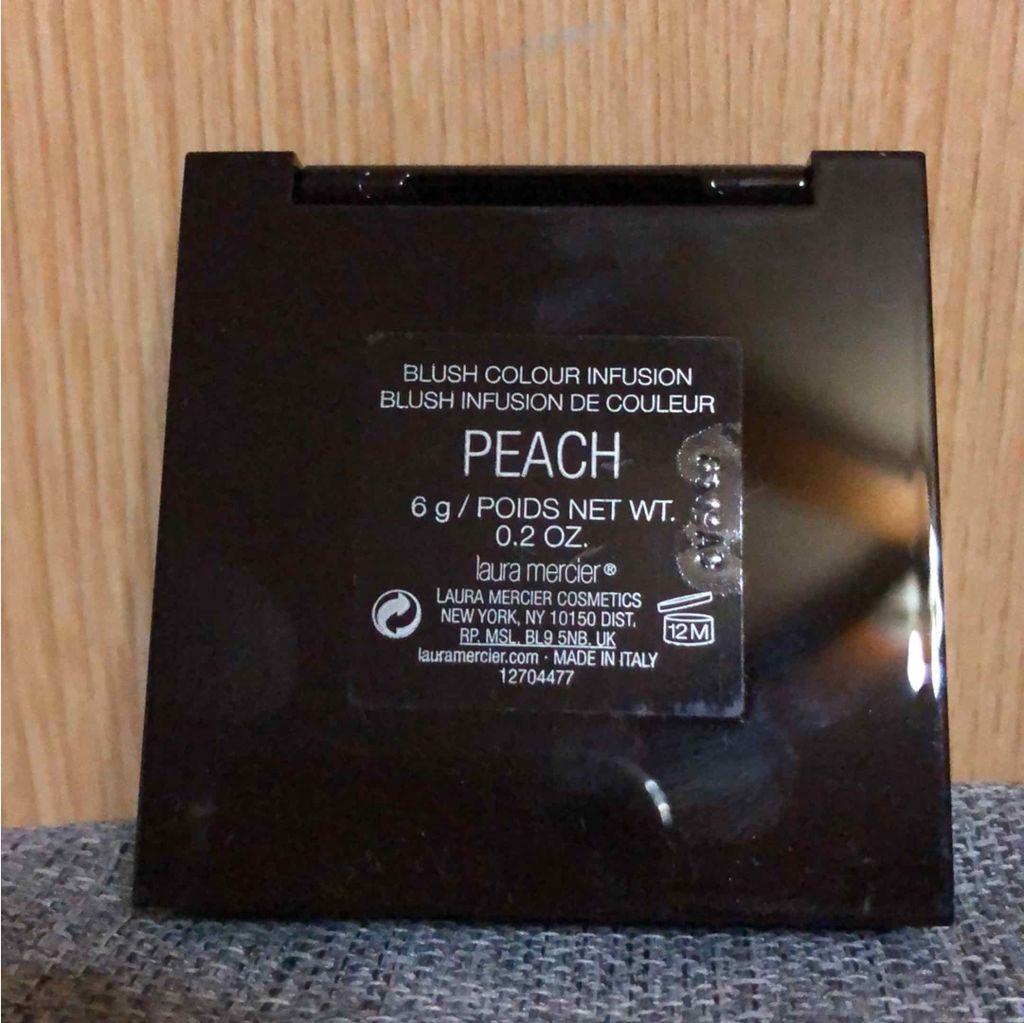 BLUSH COLOUR INFUSION
BLUSH INFUSION DE COULEUR
PEACH
6 g / POIDS NET WT.
0.2 OZ.
laura mercier®
LAURA MERCIER COSMETICS
NEW YORK, NY 10150 DIST.
RP. MSL. BL9 5NB. UK
lauramercier.com · MADE IN ITALY
12704477
12M